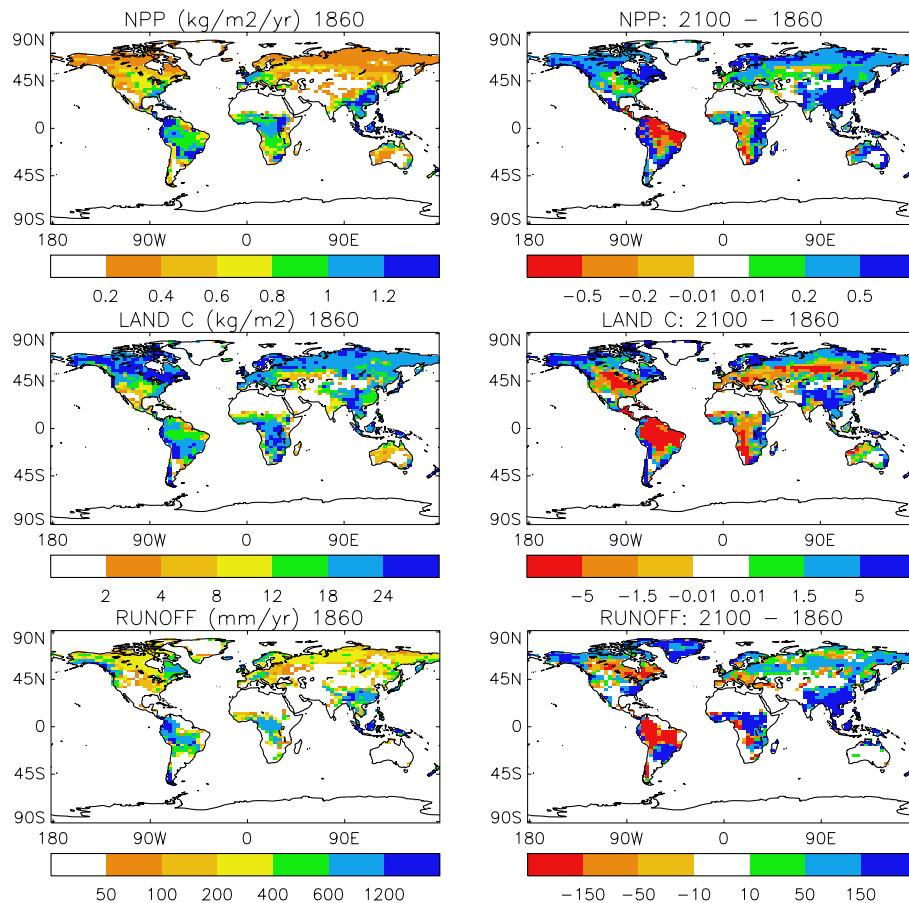 NPP (kg/m2/yr) 1860
90N
45N
0
45S
90S
180 90W 0 90E
0.2 0.4 0.6 0.8 1 1.2
NPP: 2100 − 1860
90N
45N
0
45S
90S
180 90W 0 90E
−0.5 −0.2 −0.01 0.01 0.2 0.5
LAND C (kg/m2) 1860
90N
45N
0
45S
90S
180 90W 0 90E
2 4 8 12 18 24
LAND C: 2100 − 1860
90N
45N
0
45S
90S
180 90W 0 90E
−5 −1.5 −0.01 0.01 1.5 5
RUNOFF (mm/yr) 1860
90N
45N
0
45S
90S
180 90W 0 90E
50 100 200 400 600 1200
RUNOFF: 2100 − 1860
90N
45N
0
45S
90S
180 90W 0 90E
−150 −50 −10 10 50 150